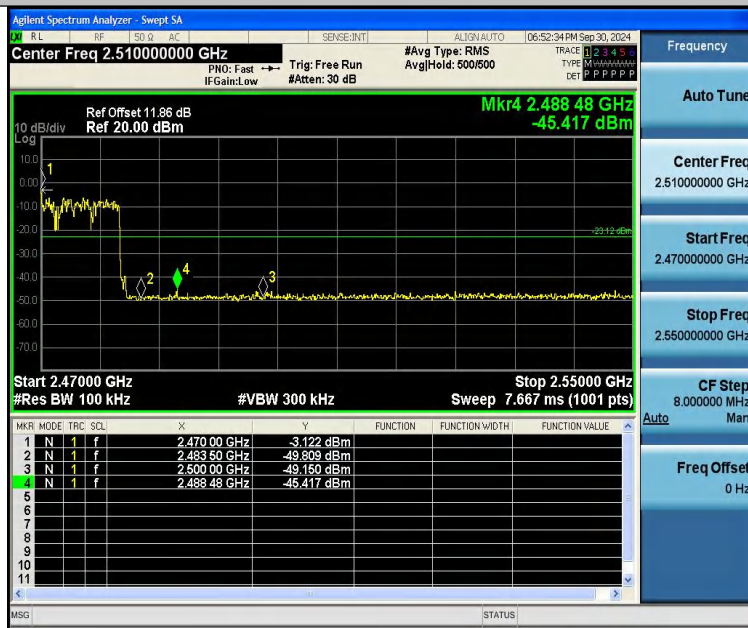 Agilent Spectrum Analyzer - Swept SA
LXI RL RF 50 Ω AC SENSE:INT ALIGN AUTO 06:52:34 PM Sep 30, 2024
Center Freq 2.510000000 GHz
PNO: Fast
IFGain:Low
Trig: Free Run
#Atten: 30 dB
#Avg Type: RMS
Avg|Hold: 500/500
TRACE 1 2 3 4 5 6
TYPE M
DET P P P P P P
Ref Offset 11.86 dB
Ref 20.00 dBm
10 dB/div
Log
Mkr4 2.488 48 GHz
-45.417 dBm
10.0
0.00
-10.0
-20.0
-30.0
-40.0
-50.0
-60.0
-70.0
1
2
4
3
-23.12 dBm
Start 2.47000 GHz
Stop 2.55000 GHz
#Res BW 100 kHz
#VBW 300 kHz
Sweep 7.667 ms (1001 pts)
MKR MODE TRC SCL X Y FUNCTION FUNCTION WIDTH FUNCTION VALUE
1 N 1 f 2.470 00 GHz -3.122 dBm
2 N 1 f 2.483 50 GHz -49.809 dBm
3 N 1 f 2.500 00 GHz -49.150 dBm
4 N 1 f 2.488 48 GHz -45.417 dBm
5
6
7
8
9
10
11
MSG
STATUS
Frequency
Auto Tune
Center Freq
2.510000000 GHz
Start Freq
2.470000000 GHz
Stop Freq
2.550000000 GHz
CF Step
8.000000 MHz
Auto Man
Freq Offset
0 Hz